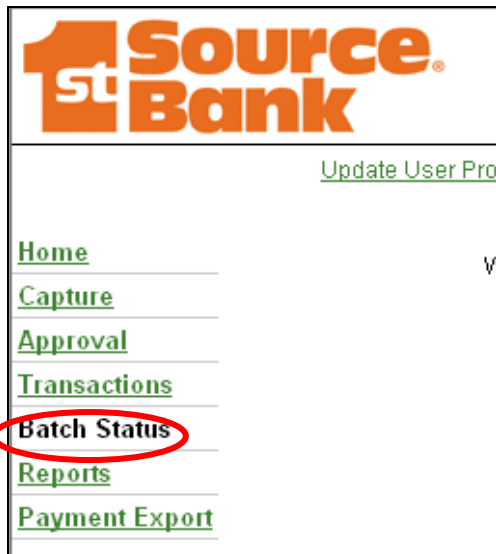 1st Source®
Bank
Update User Pro
Home
Capture
Approval
Transactions
Batch Status
Reports
Payment Export